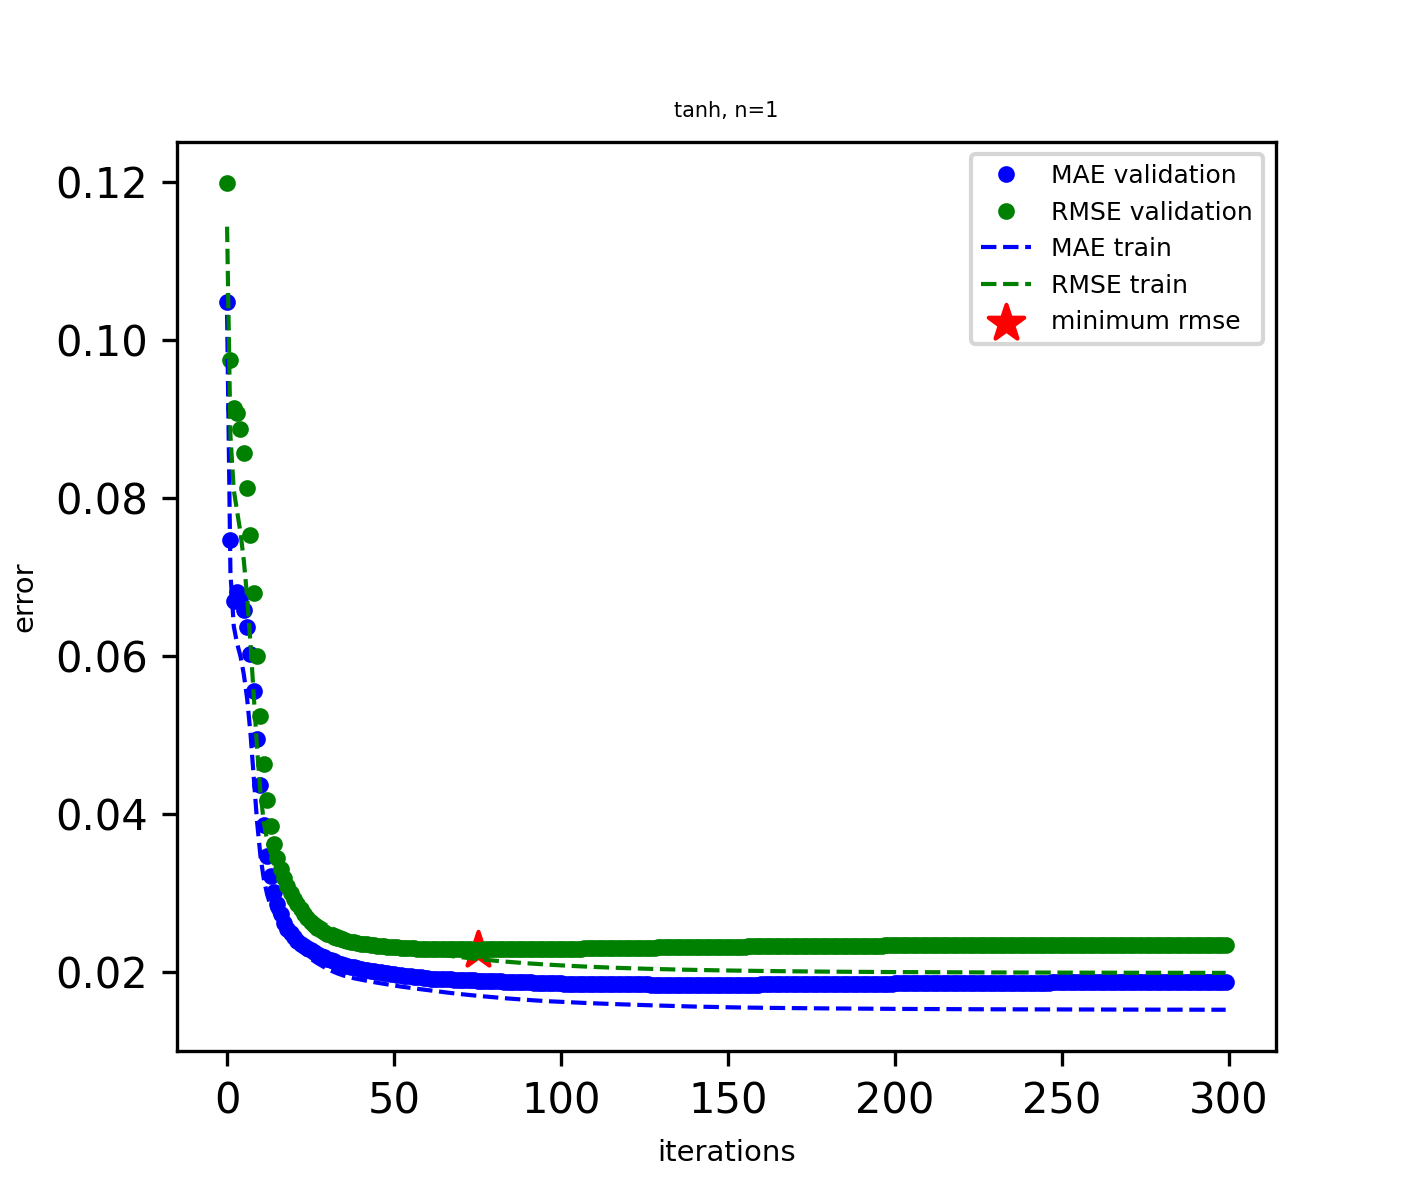 tanh, n=1
MAE validation
RMSE validation
MAE train
RMSE train
minimum rmse
0.12
0.10
0.08
0.06
0.04
0.02
error
0 50 100 150 200 250 300
iterations